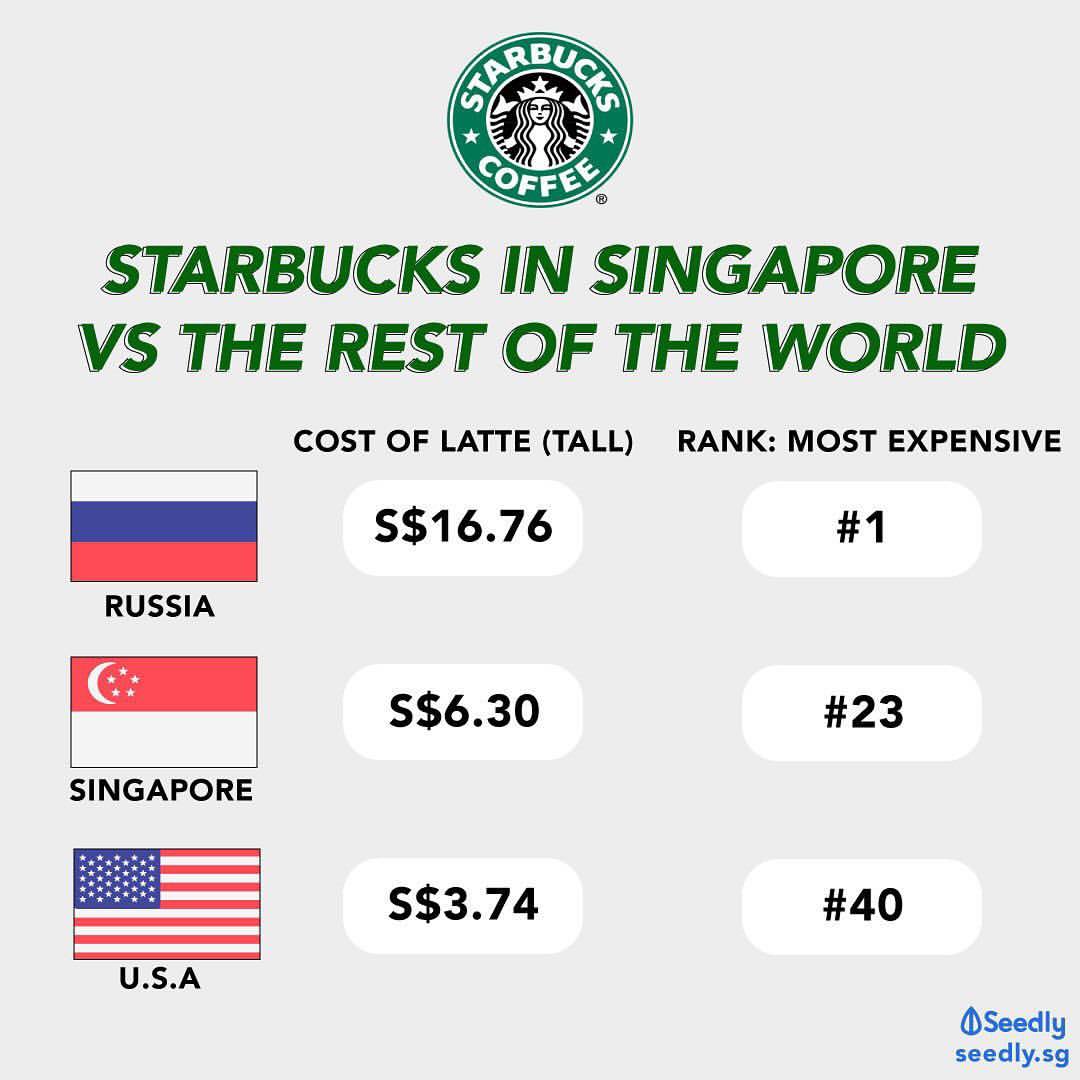 STARBUCKS
COFFEE
®
STARBUCKS IN SINGAPORE
VS THE REST OF THE WORLD
COST OF LATTE (TALL) RANK: MOST EXPENSIVE
S$16.76 #1
RUSSIA
S$6.30 #23
SINGAPORE
S$3.74 #40
U.S.A
Seedly
seedly.sg